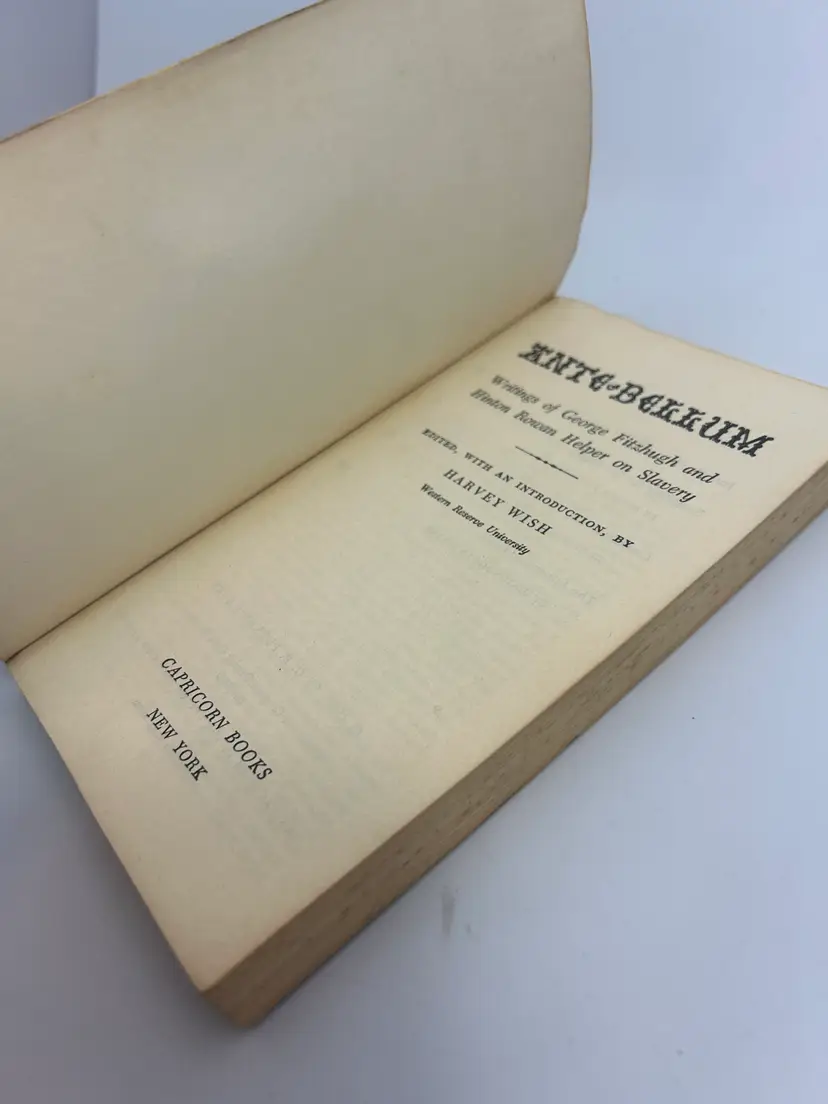 ANTE-BELLUM
Writings of George Fitzhugh and
Hinton Rowan Helper on Slavery
EDITED, WITH AN INTRODUCTION, BY
HARVEY WISH
Western Reserve University
CAPRICORN BOOKS
NEW YORK